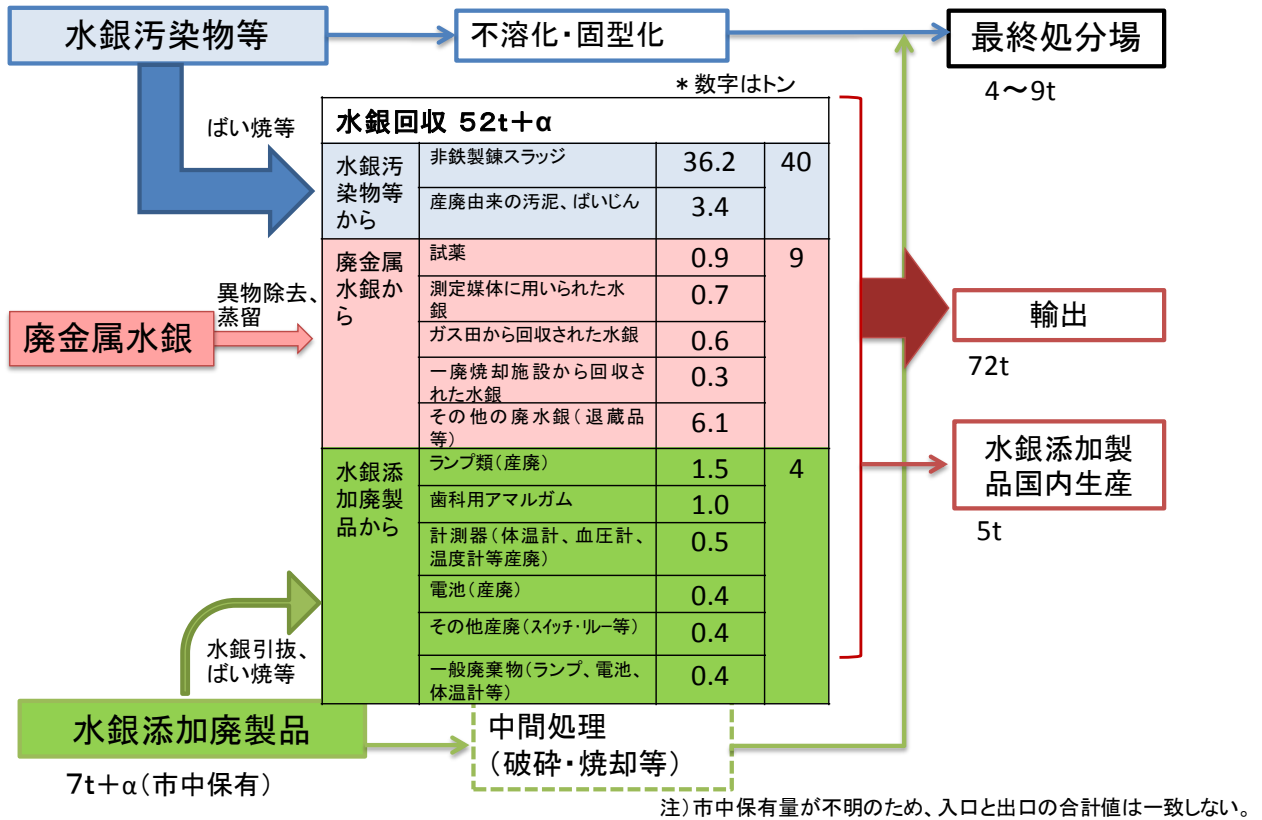 水銀汚染物等
不溶化・固型化
最終処分場
4～9t
＊数字はトン
ばい焼等
水銀回収 52t＋α
水銀汚
染物等
から
非鉄製錬スラッジ
36.2
40
産廃由来の汚泥、ばいじん
3.4
廃金属
水銀か
ら
試薬
0.9
9
測定媒体に用いられた水
銀
0.7
ガス田から回収された水銀
0.6
一廃焼却施設から回収さ
れた水銀
0.3
その他の廃水銀（退蔵品
等）
6.1
異物除去、
蒸留
廃金属水銀
輸出
72t
水銀添
加廃製
品から
ランプ類（産廃）
1.5
4
歯科用アマルガム
1.0
計測器（体温計、血圧計、
温度計等産廃）
0.5
電池（産廃）
0.4
その他産廃（スイッチ・リレー等）
0.4
一般廃棄物（ランプ、電池、
体温計等）
0.4
水銀添加製
品国内生産
5t
水銀引抜、
ばい焼等
水銀添加廃製品
7t＋α（市中保有）
中間処理
（破砕・焼却等）
注）市中保有量が不明のため、入口と出口の合計値は一致しない。